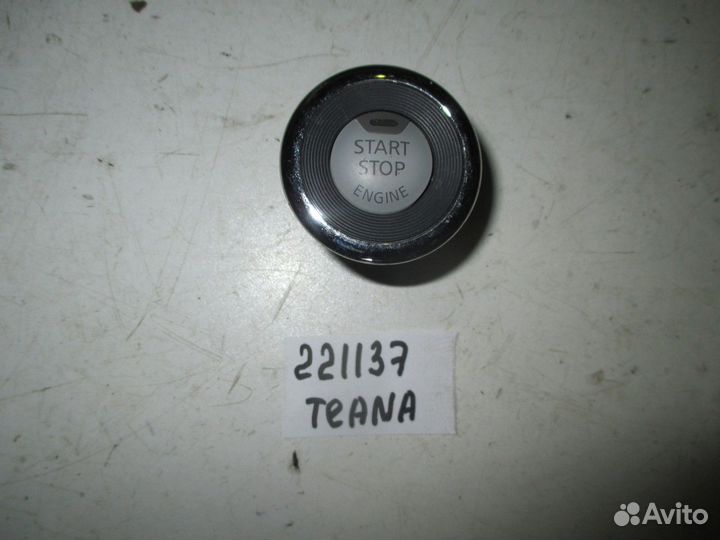 START
STOP
ENGINE
221137
TeANA
Avito